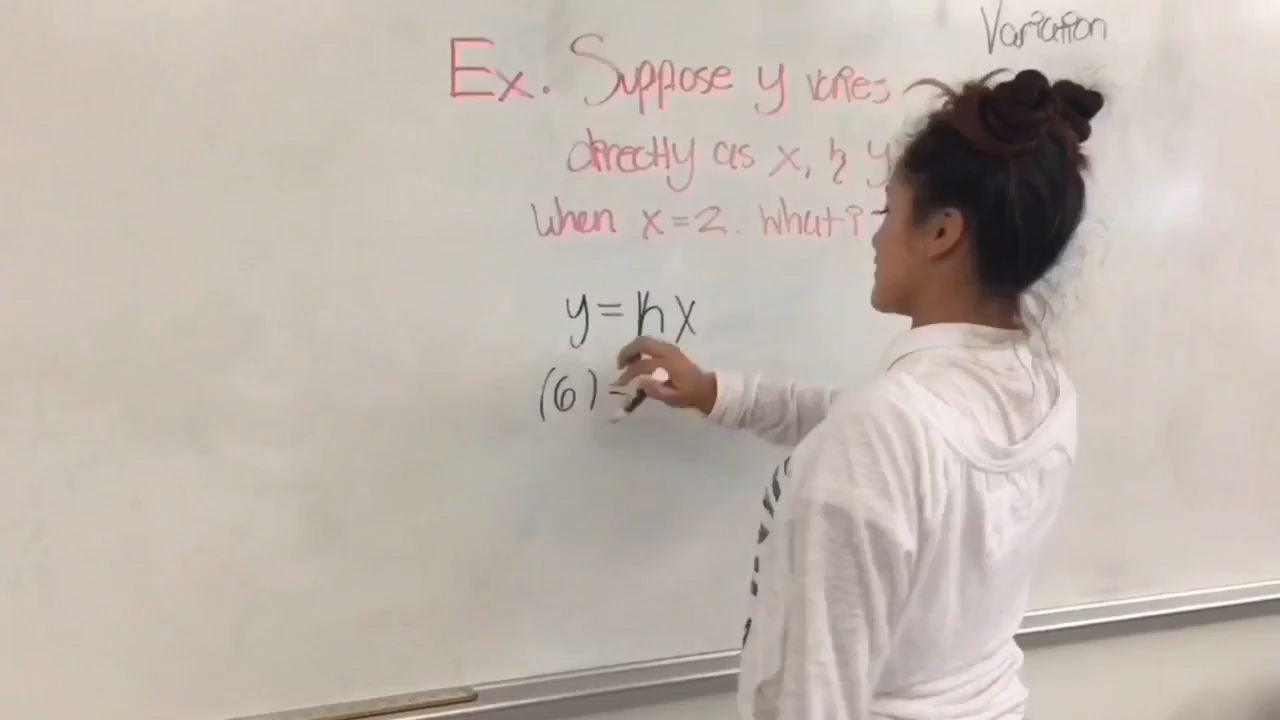 Variation
Ex. Suppose y varies
directly as x, & y
when x=2. What
y=kx
(6)=